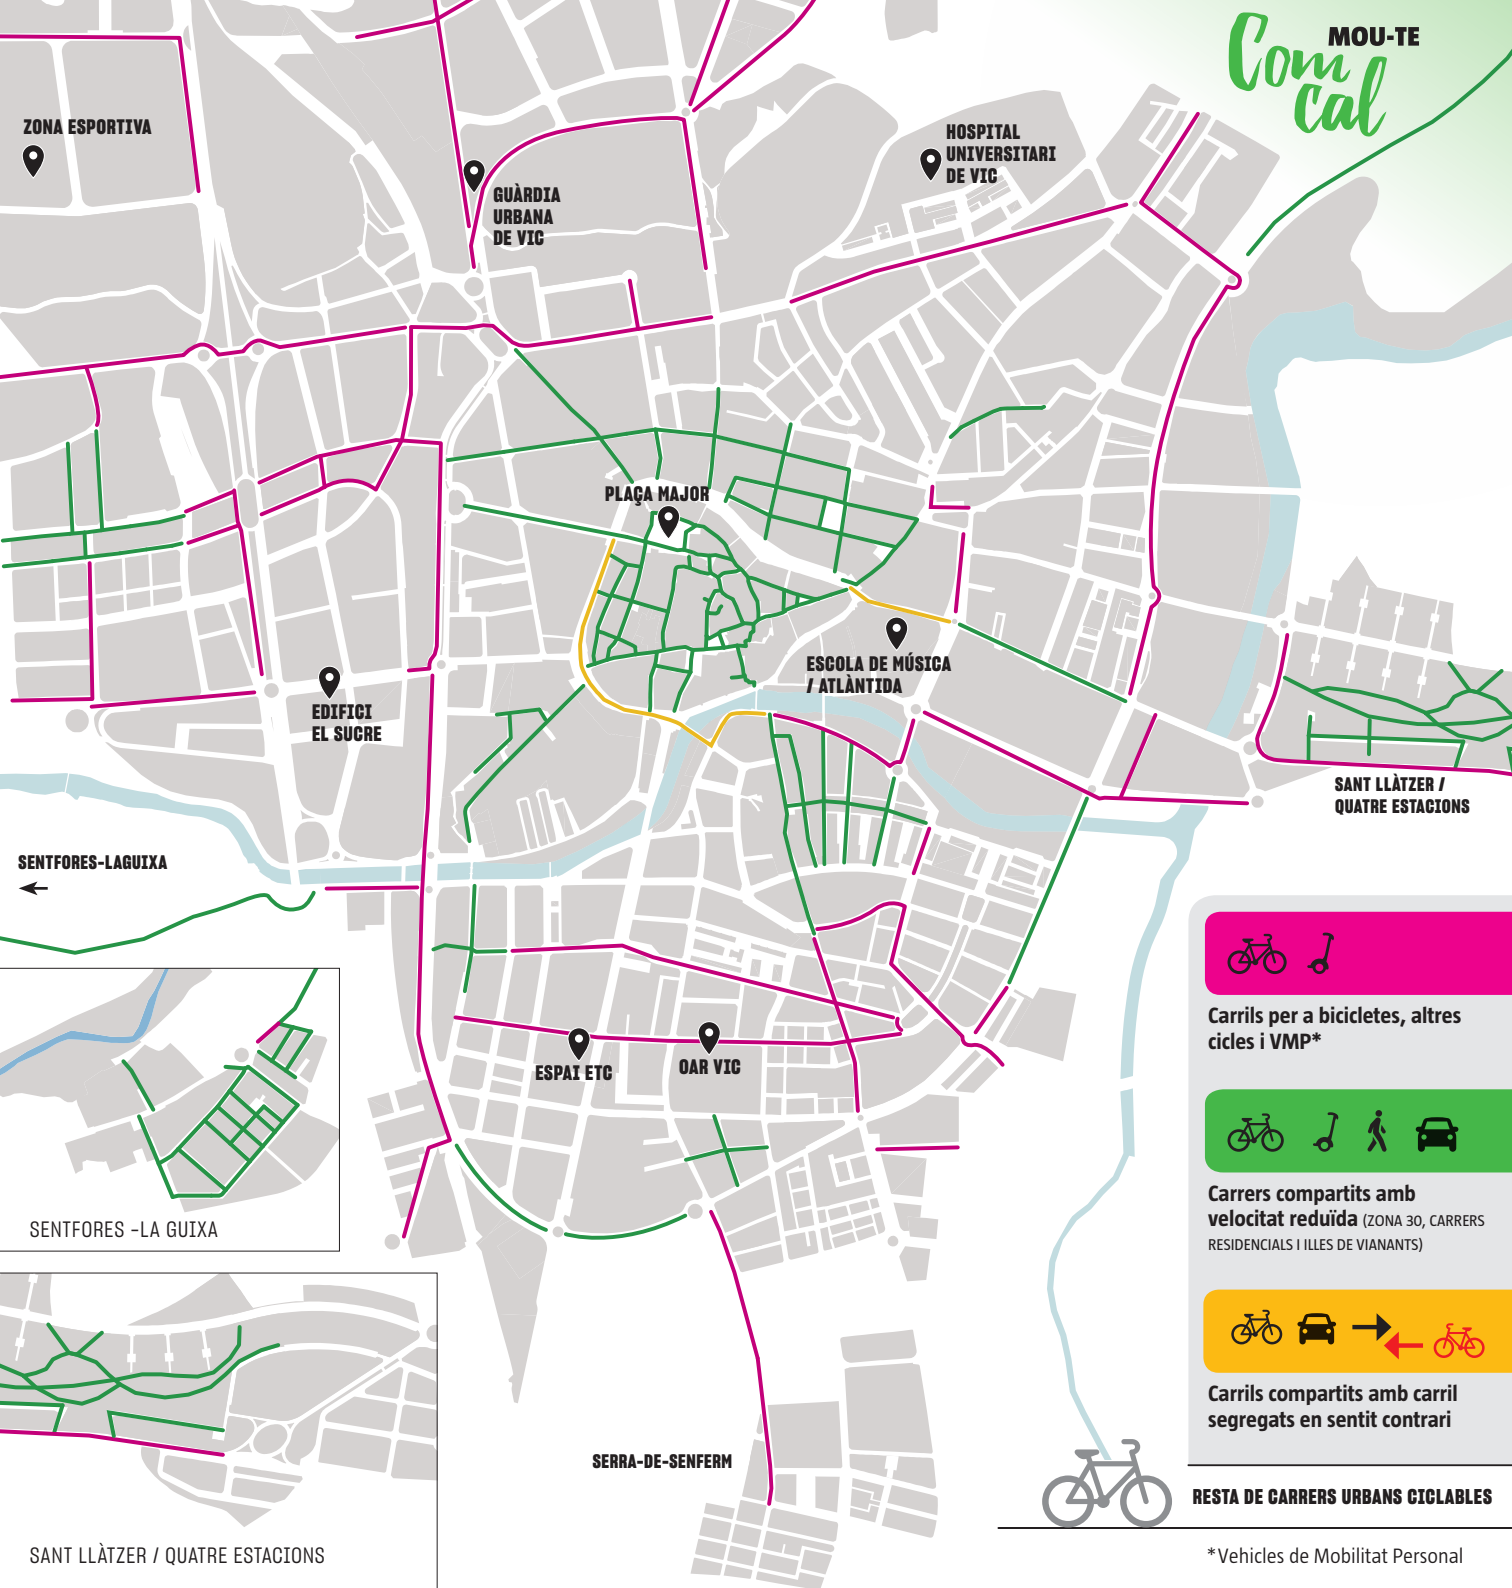 MOU-TE
Com
cal
ZONA ESPORTIVA
HOSPITAL
UNIVERSITARI
DE VIC
GUÀRDIA
URBANA
DE VIC
PLAÇA MAJOR
ESCOLA DE MÚSICA
/ ATLÀNTIDA
EDIFICI
EL SUCRE
SANT LLÀTZER /
QUATRE ESTACIONS
SENTFORES-LAGUIXA
Carrils per a bicicletes, altres
cicles i VMP*
ESPAI ETC
OAR VIC
Carrers compartits amb
velocitat reduïda (ZONA 30, CARRERS
RESIDENCIALS I ILLES DE VIANANTS)
SENTFORES -LA GUIXA
Carrils compartits amb carril
segregats en sentit contrari
SERRA-DE-SENFERM
RESTA DE CARRERS URBANS CICLABLES
SANT LLÀTZER / QUATRE ESTACIONS
*Vehicles de Mobilitat Personal